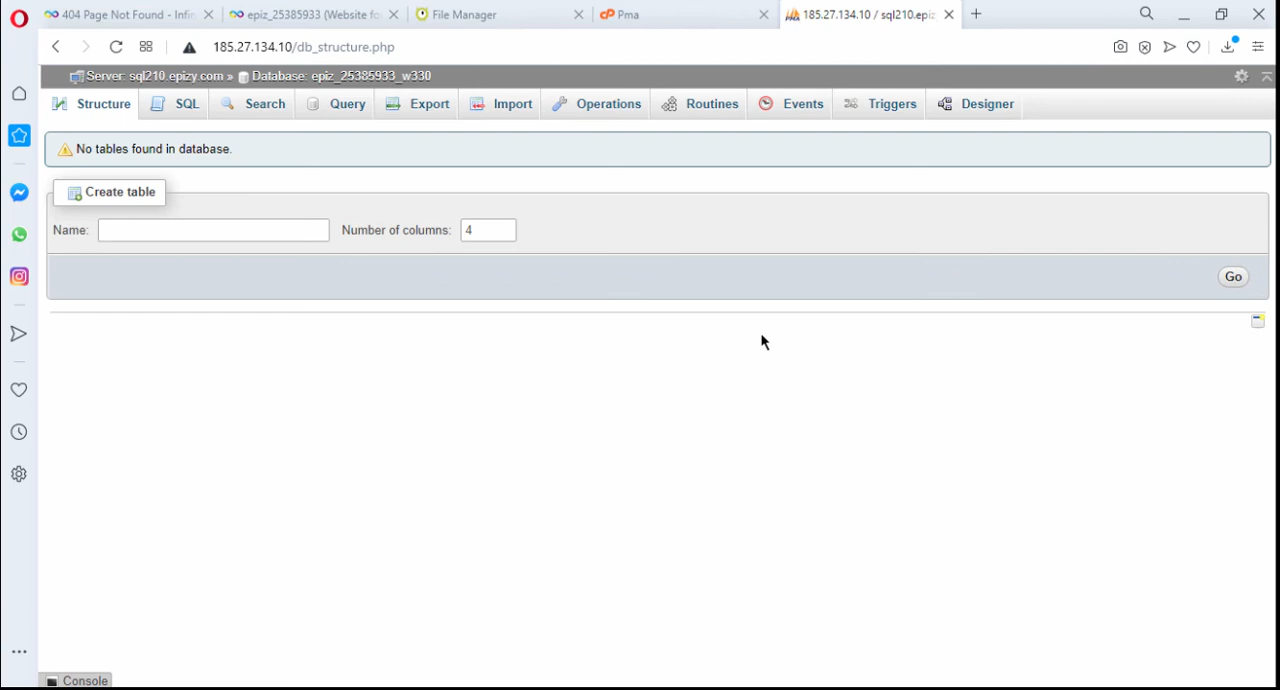 404 Page Not Found - Infin
epiz_25385933 (Website fo
File Manager
Pma
185.27.134.10 / sql210.epiz
185.27.134.10/db_structure.php
Server: sql210.epizy.com » Database: epiz_25385933_w330
Structure SQL Search Query Export Import Operations Routines Events Triggers Designer
No tables found in database.
Create table
Name: Number of columns: 4
Go
Console